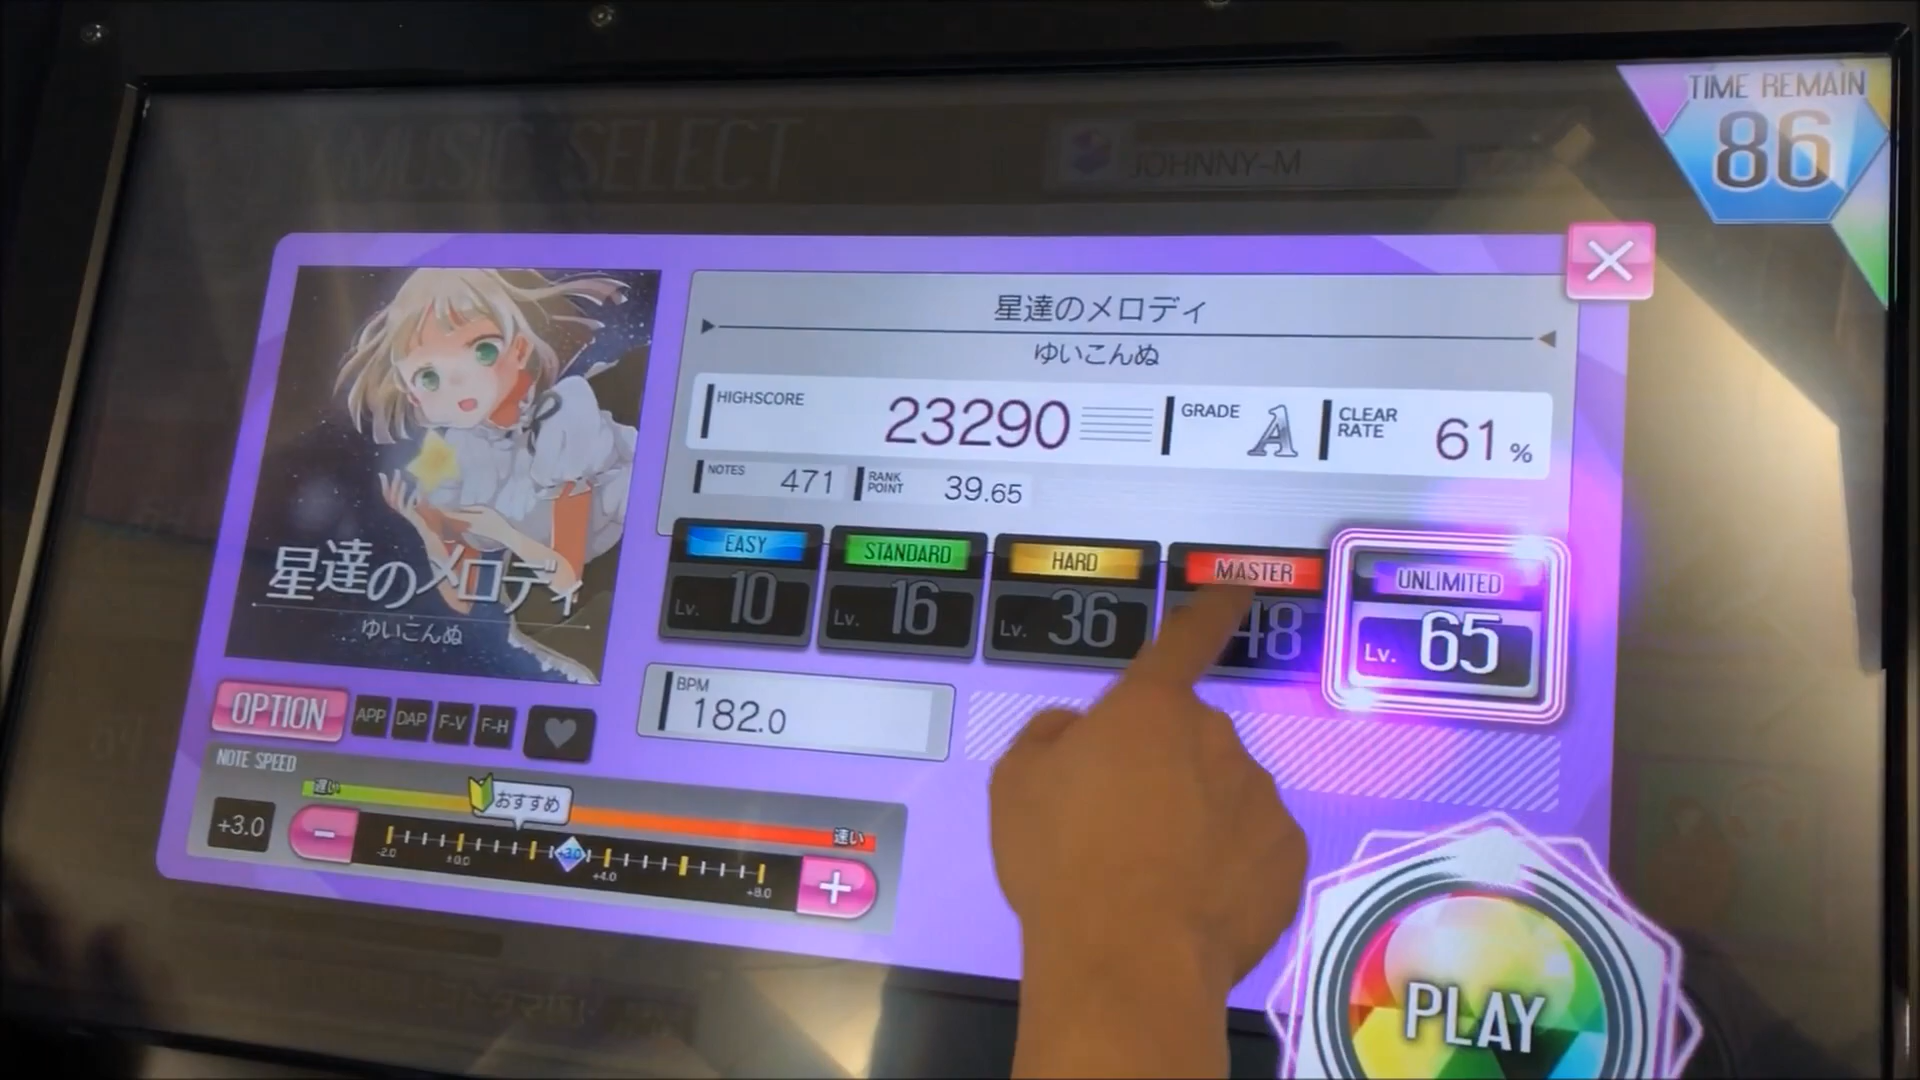 TIME REMAIN
86
MUSIC SELECT
JOHNNY-M
星達のメロディ
ゆいこんぬ
HIGHSCORE
23290
GRADE
A
CLEAR RATE
61 %
NOTES
471
RANK POINT
39.65
EASY
STANDARD
HARD
MASTER
UNLIMITED
Lv. 10
Lv. 16
Lv. 36
48
Lv. 65
星達のメロディ
ゆいこんぬ
BPM
182.0
OPTION
APP
DAP
F-V
F-H
NOTE SPEED
遅い
おすすめ
速い
+3.0
-
-2.0
±0.0
+3.0
+4.0
+8.0
+
PLAY